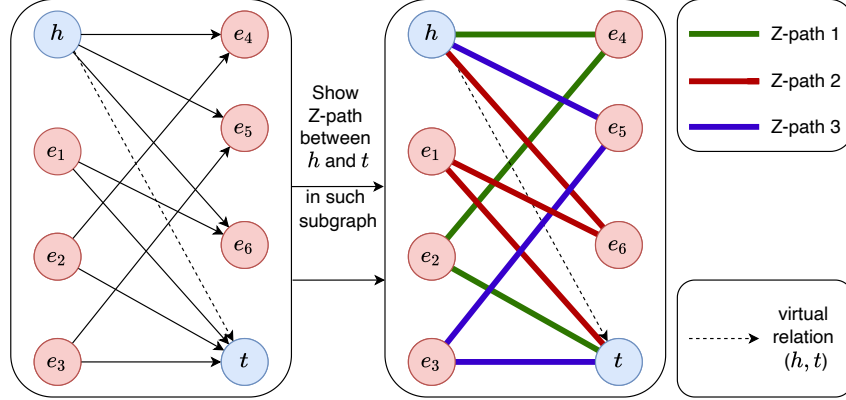 h
e4
e5
e1
e6
e2
e3
t
Show
Z-path
between
h and t
in such
subgraph
h
e4
e5
e1
e6
e2
e3
t
Z-path 1
Z-path 2
Z-path 3
virtual
relation
(h, t)